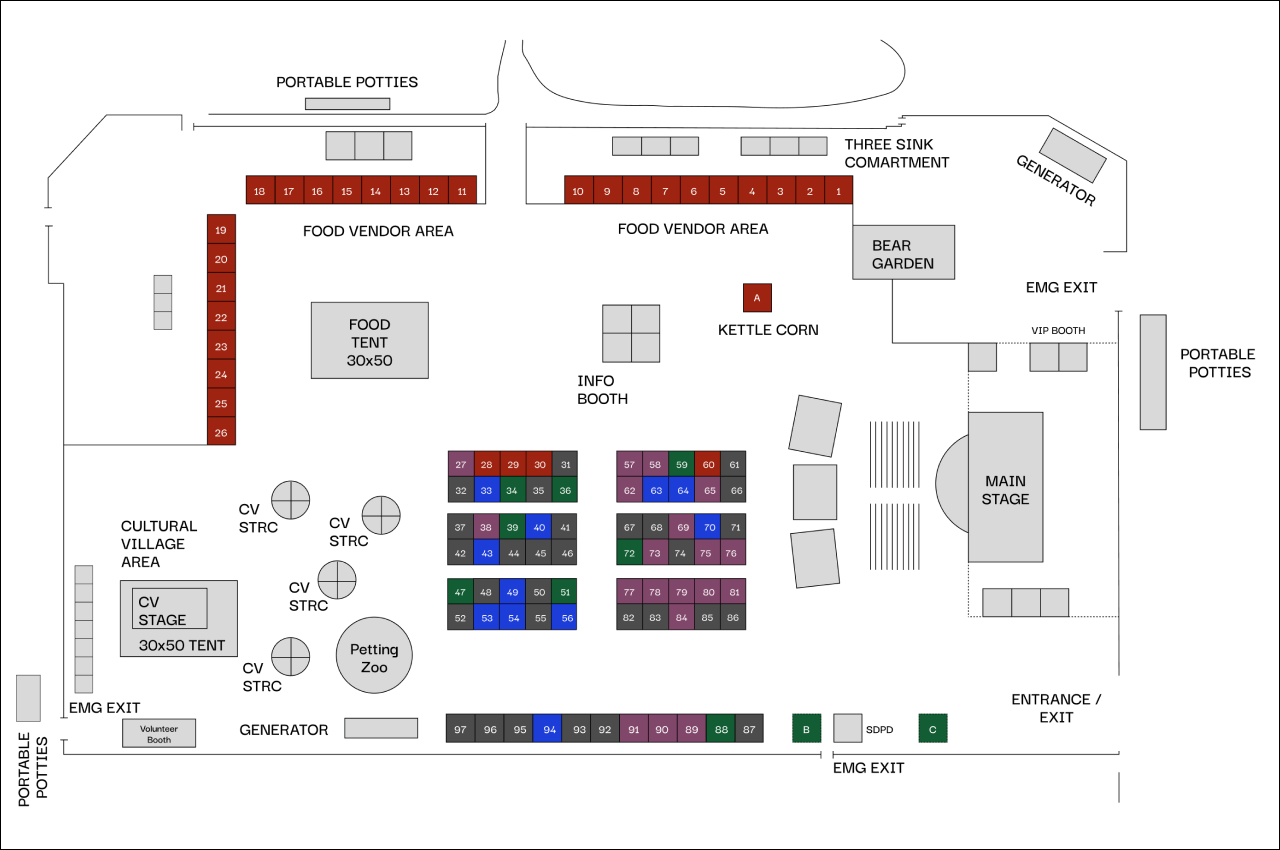 PORTABLE POTTIES
THREE SINK
COMARTMENT
GENERATOR
18 17 16 15 14 13 12 11
10 9 8 7 6 5 4 3 2 1
FOOD VENDOR AREA
FOOD VENDOR AREA
19
20
21
22
23
24
25
26
BEAR
GARDEN
EMG EXIT
A
KETTLE CORN
FOOD
TENT
30x50
INFO
BOOTH
VIP BOOTH
PORTABLE
POTTIES
27 28 29 30 31
32 33 34 35 36
57 58 59 60 61
62 63 64 65 66
37 38 39 40 41
42 43 44 45 46
67 68 69 70 71
72 73 74 75 76
47 48 49 50 51
52 53 54 55 56
77 78 79 80 81
82 83 84 85 86
MAIN
STAGE
CV
STRC
CV
STRC
CULTURAL
VILLAGE
AREA
CV
STRC
CV
STAGE
30x50 TENT
CV
STRC
Petting
Zoo
EMG EXIT
Volunteer
Booth
GENERATOR
97 96 95 94 93 92 91 90 89 88 87
B
SDPD
C
ENTRANCE /
EXIT
EMG EXIT
PORTABLE
POTTIES